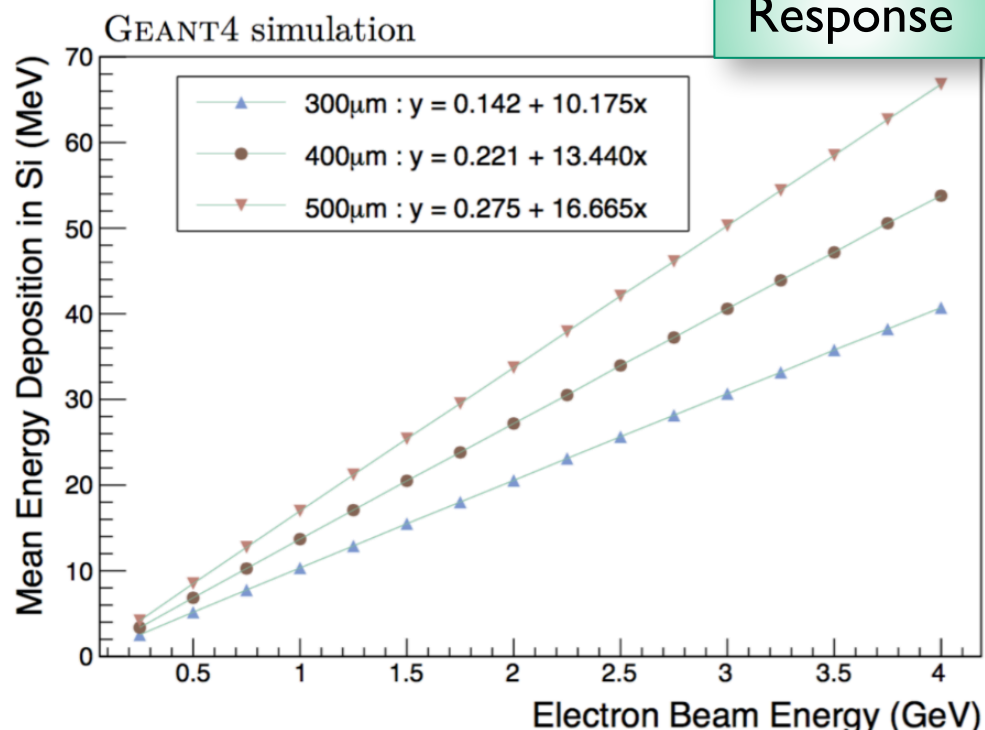 Response
GEANT4 simulation
Mean Energy Deposition in Si (MeV)
70
60
50
40
30
20
10
0
300μm : y = 0.142 + 10.175x
400μm : y = 0.221 + 13.440x
500μm : y = 0.275 + 16.665x
0.5 1 1.5 2 2.5 3 3.5 4
Electron Beam Energy (GeV)